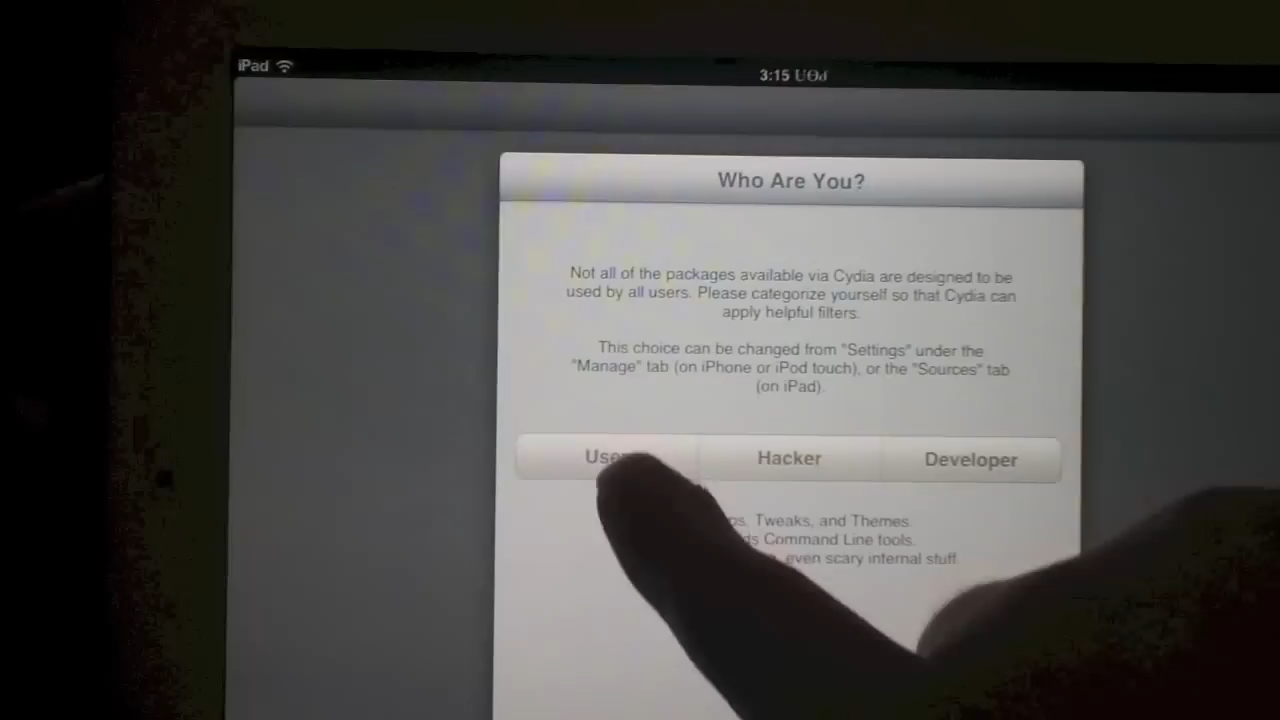 iPad
3:15 UӨd
Who Are You?
Not all of the packages available via Cydia are designed to be
used by all users. Please categorize yourself so that Cydia can
apply helpful filters.
This choice can be changed from "Settings" under the
"Manage" tab (on iPhone or iPod touch), or the "Sources" tab
(on iPad).
Hacker
Developer
Tweaks, and Themes.
Command Line tools.
even scary internal stuff